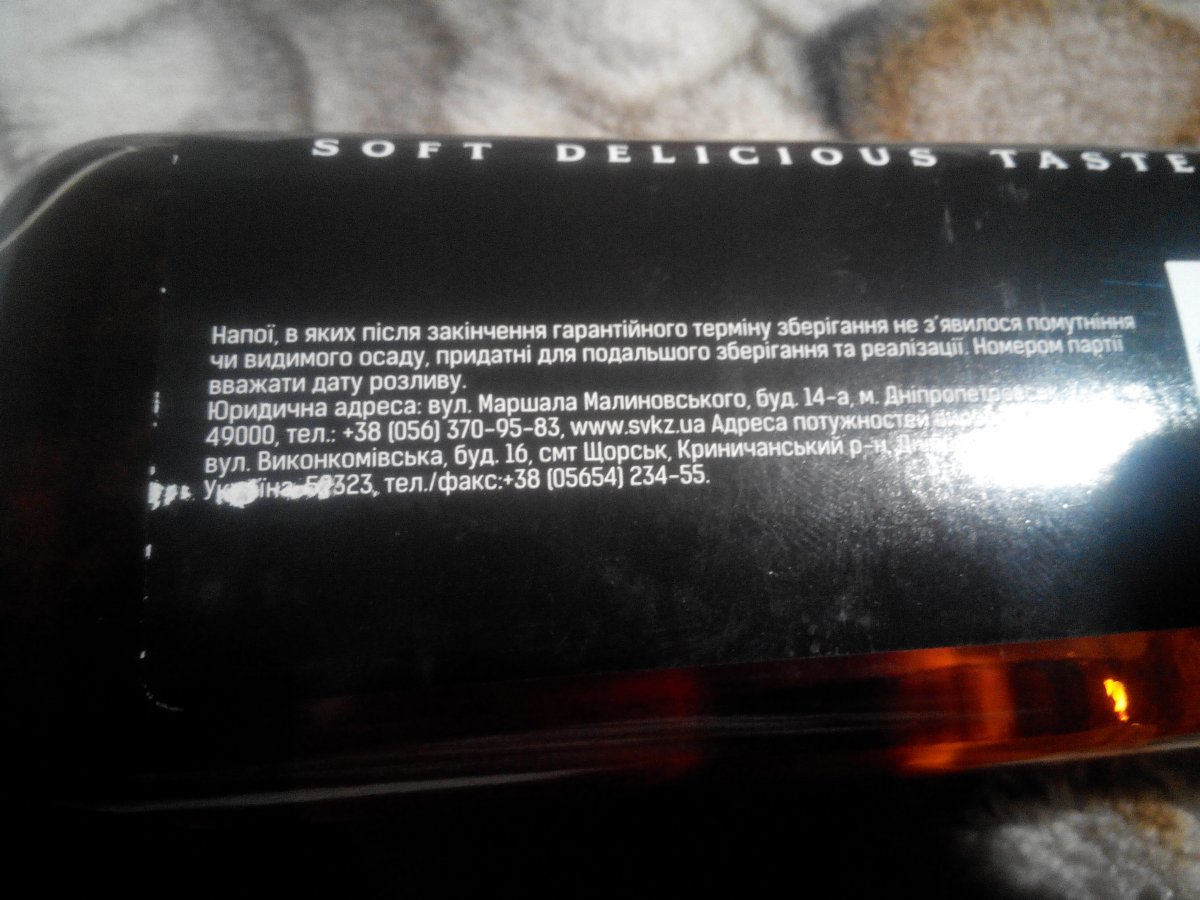 SOFT DELICIOUS TASTE
Напої, в яких після закінчення гарантійного терміну зберігання не з'явилося помутніння
чи видимого осаду, придатні для подальшого зберігання та реалізації. Номером партії
вважати дату розливу.
Юридична адреса: вул. Маршала Малиновського, буд. 14-а, м.
49000, тел.: +38 (056) 370-95-83, www.svkz.ua Адреса потужностей
вул. Виконкомівська, буд. 16, смт Щорськ, Криничанський р-н,
Україна, тел./факс:+38 (05654) 234-55.